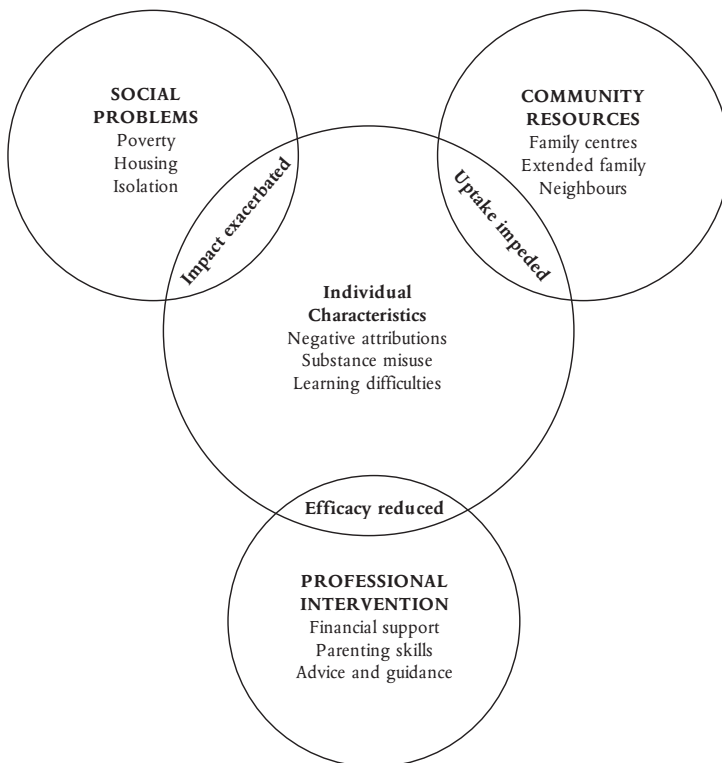 SOCIAL
PROBLEMS
Poverty
Housing
Isolation
COMMUNITY
RESOURCES
Family centres
Extended family
Neighbours
Impact exacerbated
Uptake impeded
Individual
Characteristics
Negative attributions
Substance misuse
Learning difficulties
Efficacy reduced
PROFESSIONAL
INTERVENTION
Financial support
Parenting skills
Advice and guidance